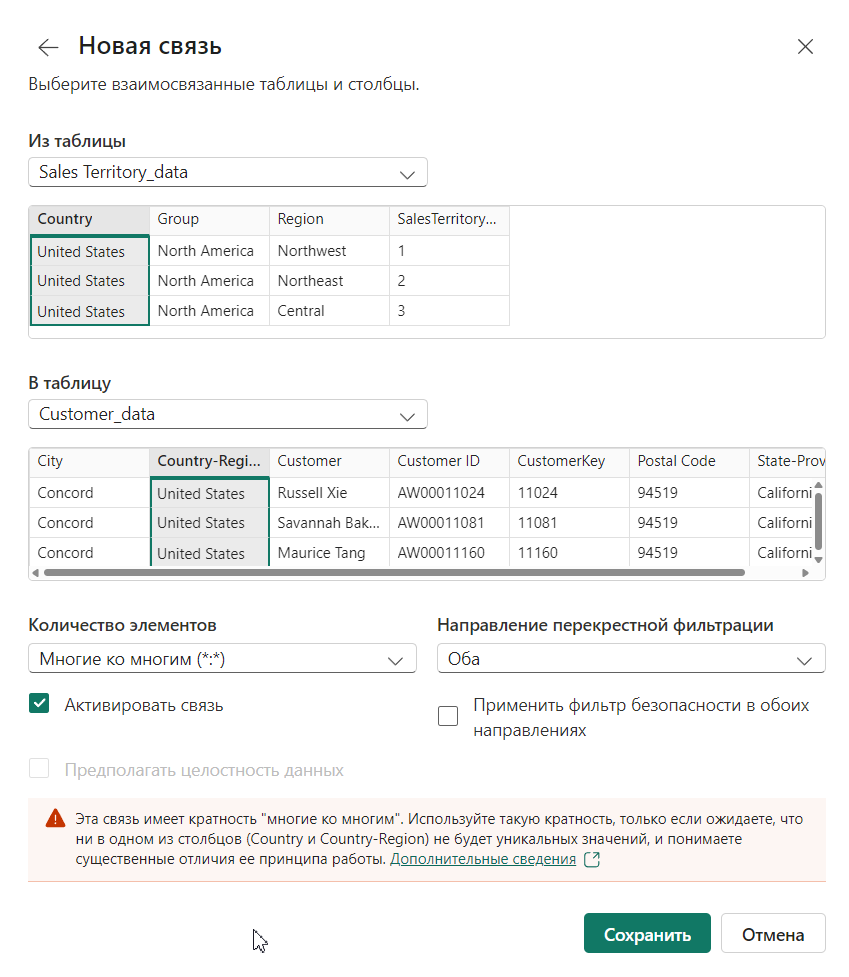 Новая связь
Выберите взаимосвязанные таблицы и столбцы.
Из таблицы
Sales Territory_data
Country Group Region SalesTerritory...
United States North America Northwest 1
United States North America Northeast 2
United States North America Central 3
В таблицу
Customer_data
City Country-Regi... Customer Customer ID CustomerKey Postal Code State-Prov
Concord United States Russell Xie AW00011024 11024 94519 Californi
Concord United States Savannah Bak... AW00011081 11081 94519 Californi
Concord United States Maurice Tang AW00011160 11160 94519 Californi
Количество элементов Направление перекрестной фильтрации
Многие ко многим (*:*) Оба
Активировать связь Применить фильтр безопасности в обоих
направлениях
Предполагать целостность данных
Эта связь имеет кратность "многие ко многим". Используйте такую кратность, только если ожидаете, что
ни в одном из столбцов (Country и Country-Region) не будет уникальных значений, и понимаете
существенные отличия ее принципа работы. Дополнительные сведения
Сохранить Отмена